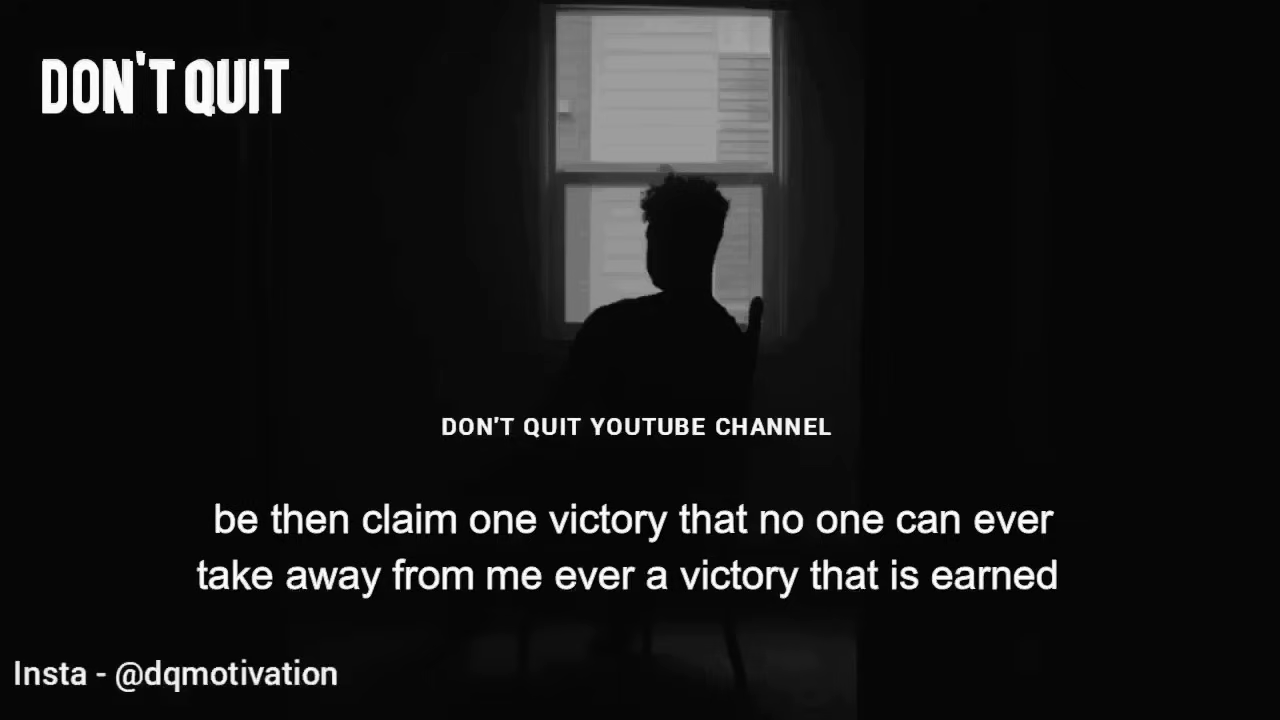 DON'T QUIT
DON'T QUIT YOUTUBE CHANNEL
be then claim one victory that no one can ever
take away from me ever a victory that is earned
Insta - @dqmotivation